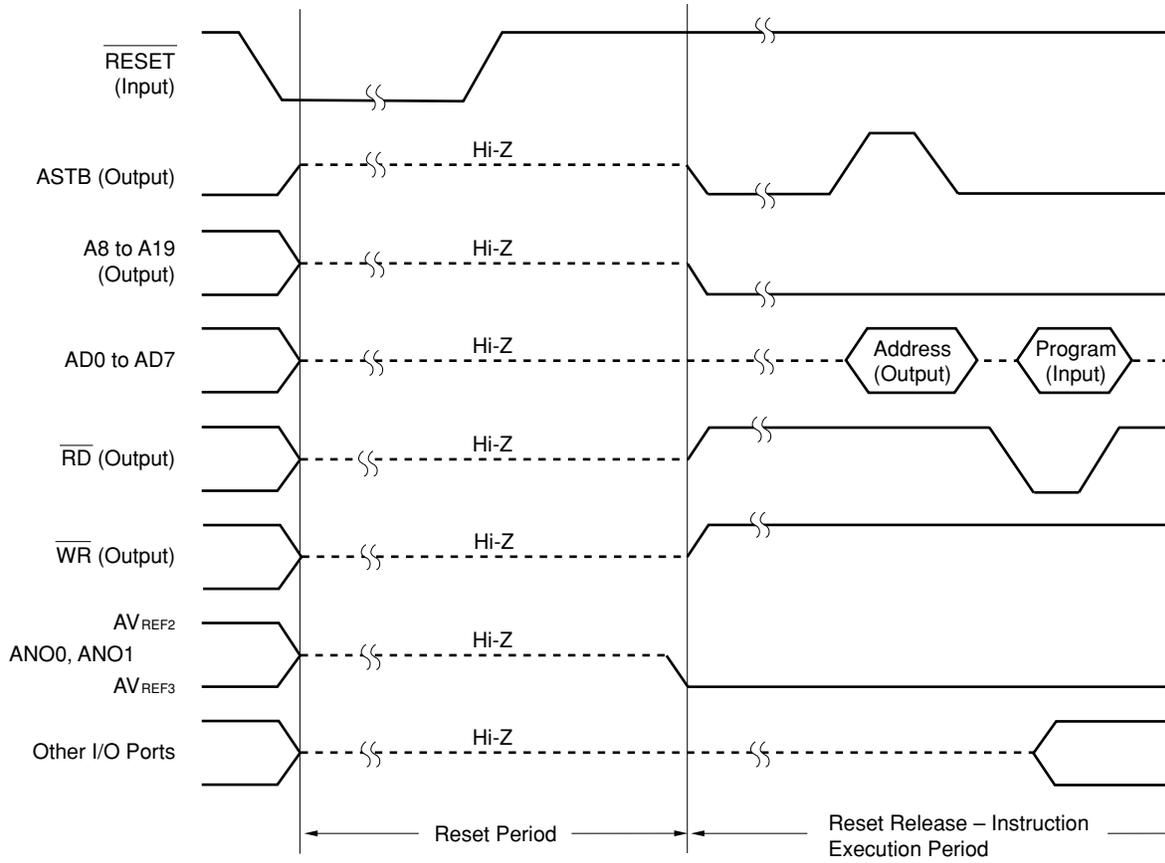 RESET
(Input)
ASTB (Output)
Hi-Z
A8 to A19
(Output)
Hi-Z
AD0 to AD7
Hi-Z
Address
(Output)
Program
(Input)
RD (Output)
Hi-Z
WR (Output)
Hi-Z
AVREF2
ANO0, ANO1
AVREF3
Hi-Z
Other I/O Ports
Hi-Z
Reset Period
Reset Release – Instruction
Execution Period